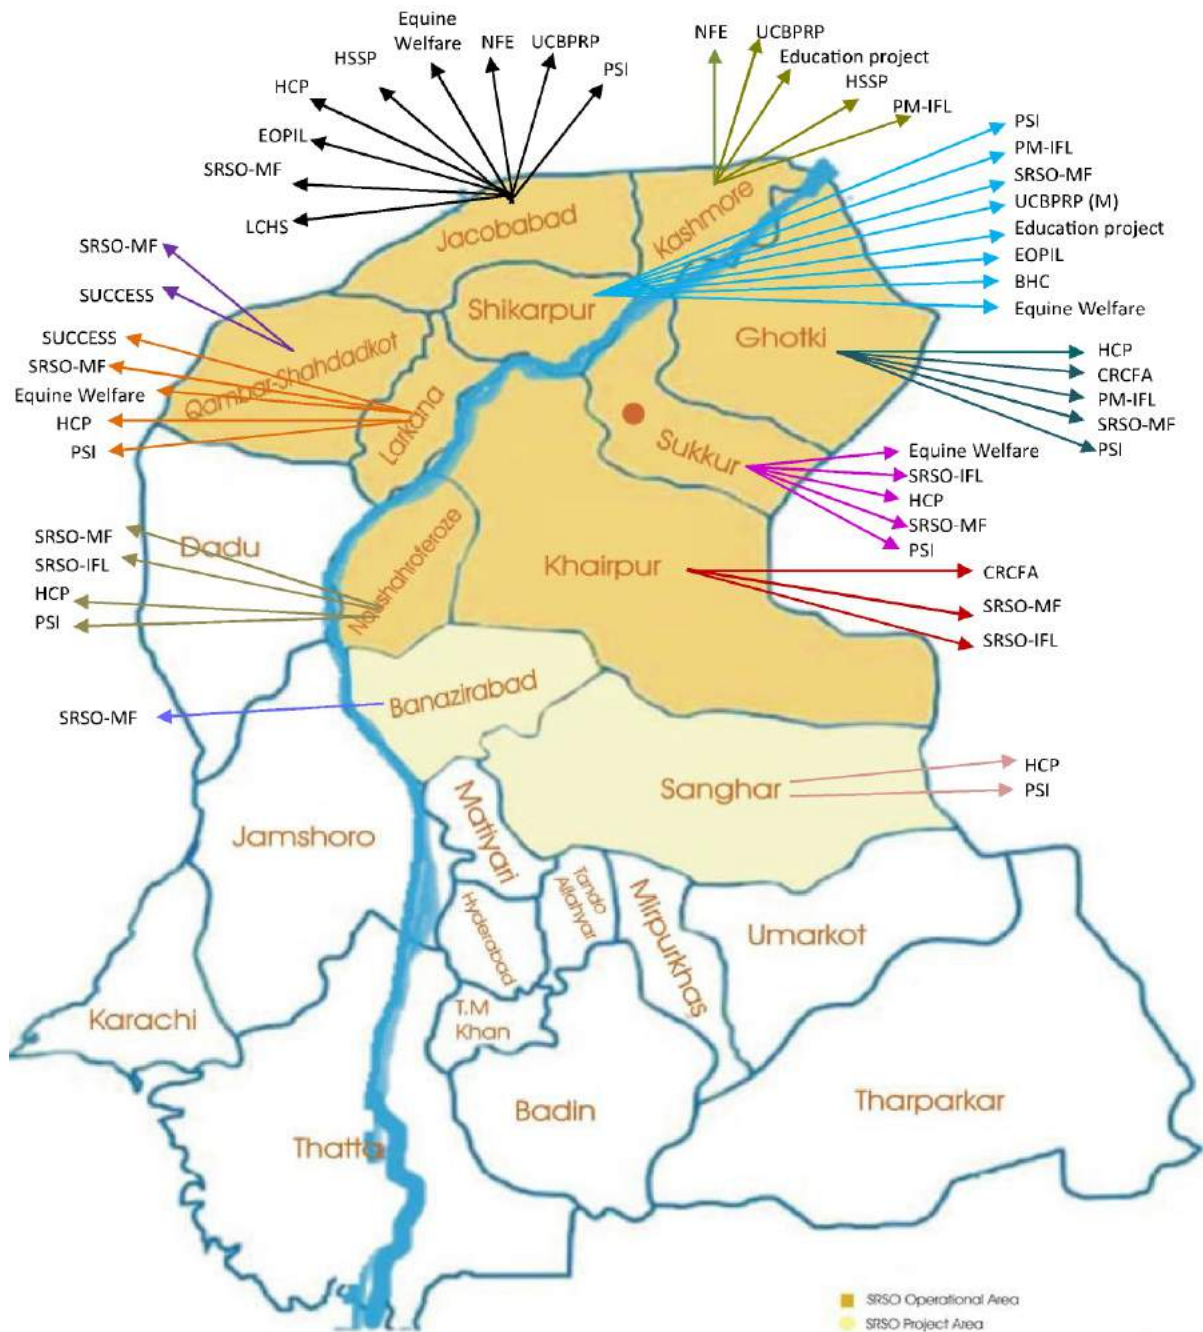 Equine
Welfare
NFE
UCBPRP
HSSP
PSI
HCP
EOPIL
SRSO-MF
LCHS
NFE
UCBPRP
Education project
HSSP
PM-IFL
PSI
PM-IFL
SRSO-MF
UCBPRP (M)
Education project
EOPIL
BHC
Equine Welfare
SRSO-MF
SUCCESS
SUCCESS
SRSO-MF
Equine Welfare
HCP
PSI
HCP
CRCFA
PM-IFL
SRSO-MF
PSI
Equine Welfare
SRSO-IFL
HCP
SRSO-MF
PSI
SRSO-MF
SRSO-IFL
HCP
PSI
CRCFA
SRSO-MF
SRSO-IFL
SRSO-MF
HCP
PSI
Jacobabad
Kashmore
Shikarpur
Ghotki
Qambar-Shahdadkot
Larkana
Sukkur
Dadu
Naushahroferoze
Khairpur
Banazirabad
Sanghar
Jamshoro
Matiyari
Hyderabad
Tando
Allahyar
Mirpurkhas
Umarkot
Karachi
T.M
Khan
Badin
Tharparkar
Thatta
SRSO Operational Area
SRSO Project Area